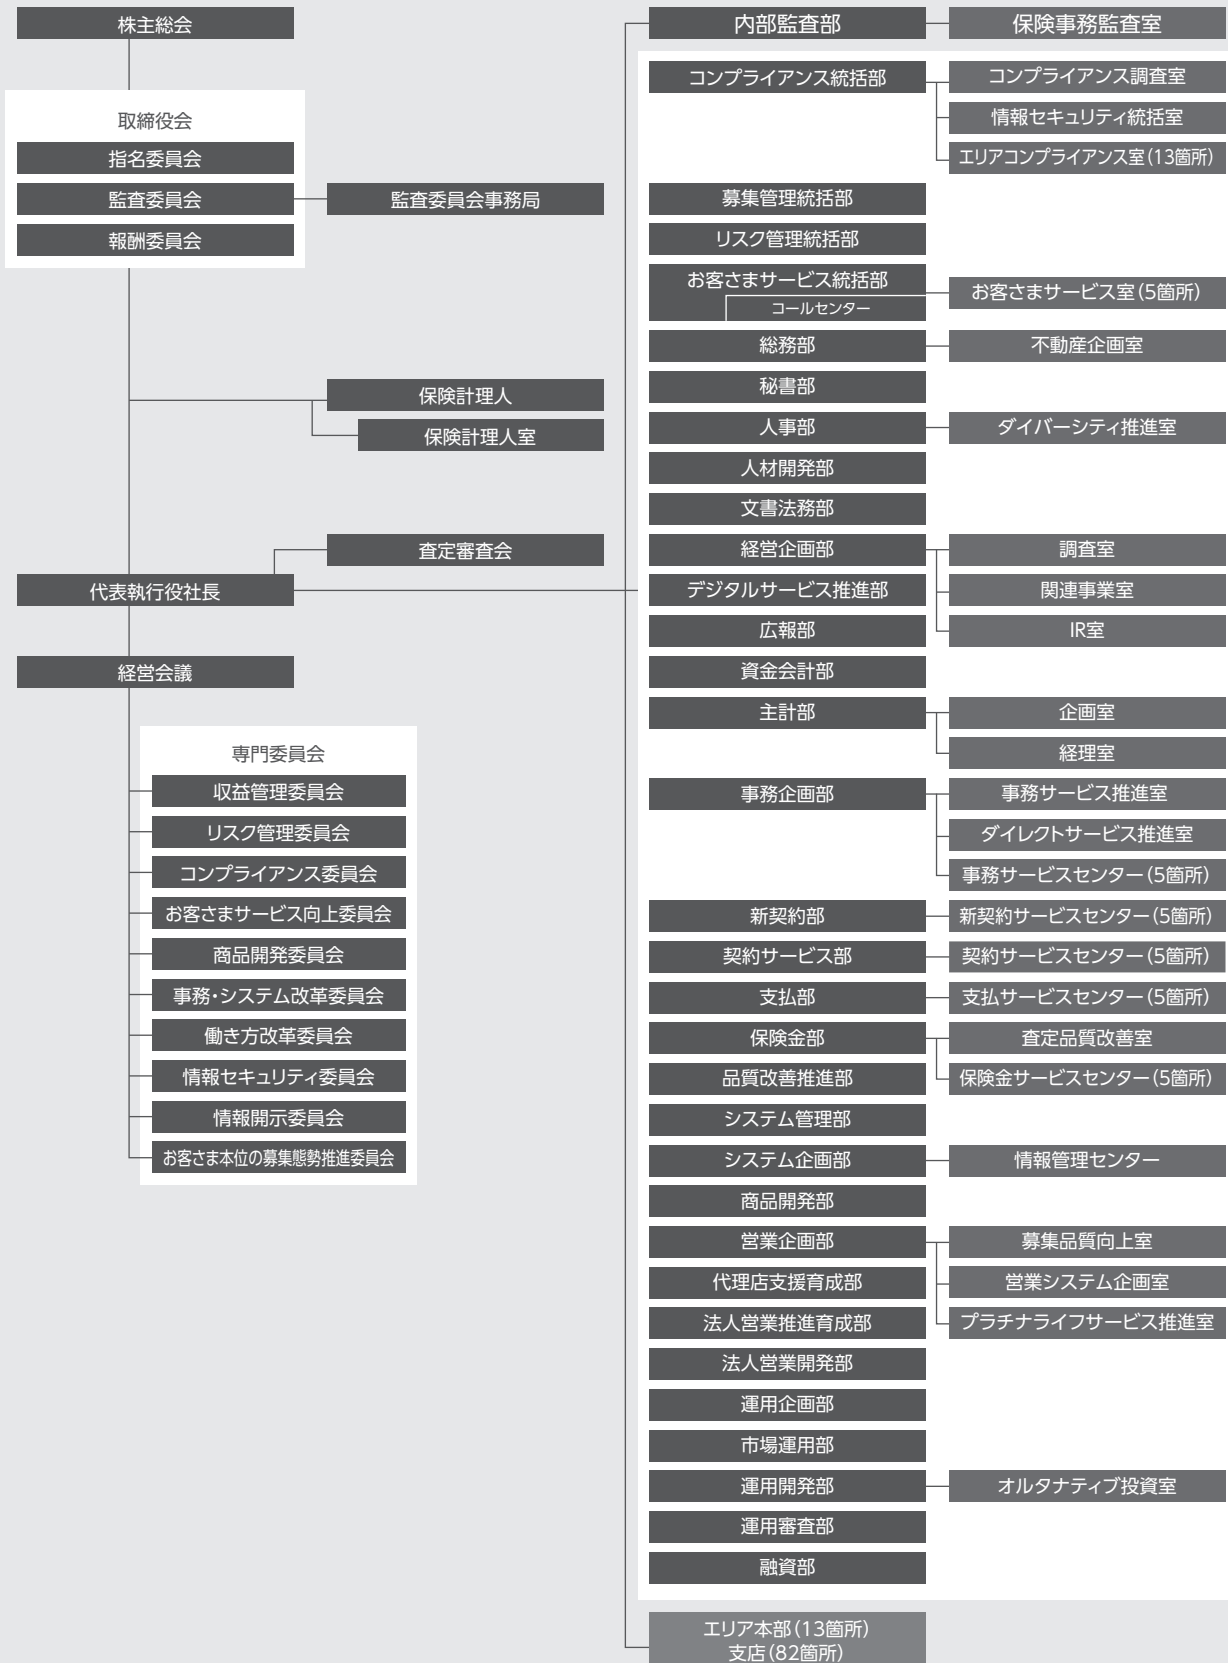 株主総会
取締役会
指名委員会
監査委員会
監査委員会事務局
報酬委員会
保険計理人
保険計理人室
査定審査会
代表執行役社長
経営会議
専門委員会
収益管理委員会
リスク管理委員会
コンプライアンス委員会
お客さまサービス向上委員会
商品開発委員会
事務・システム改革委員会
働き方改革委員会
情報セキュリティ委員会
情報開示委員会
お客さま本位の募集態勢推進委員会
内部監査部
保険事務監査室
コンプライアンス統括部
コンプライアンス調査室
情報セキュリティ統括室
エリアコンプライアンス室(13箇所)
募集管理統括部
リスク管理統括部
お客さまサービス統括部
コールセンター
お客さまサービス室(5箇所)
総務部
不動産企画室
秘書部
人事部
ダイバーシティ推進室
人材開発部
文書法務部
経営企画部
調査室
デジタルサービス推進部
関連事業室
広報部
IR室
資金会計部
主計部
企画室
経理室
事務企画部
事務サービス推進室
ダイレクトサービス推進室
事務サービスセンター(5箇所)
新契約部
新契約サービスセンター(5箇所)
契約サービス部
契約サービスセンター(5箇所)
支払部
支払サービスセンター(5箇所)
保険金部
査定品質改善室
品質改善推進部
保険金サービスセンター(5箇所)
システム管理部
システム企画部
情報管理センター
商品開発部
営業企画部
募集品質向上室
代理店支援育成部
営業システム企画室
法人営業推進育成部
プラチナライフサービス推進室
法人営業開発部
運用企画部
市場運用部
運用開発部
オルタナティブ投資室
運用審査部
融資部
エリア本部(13箇所)
支店(82箇所)